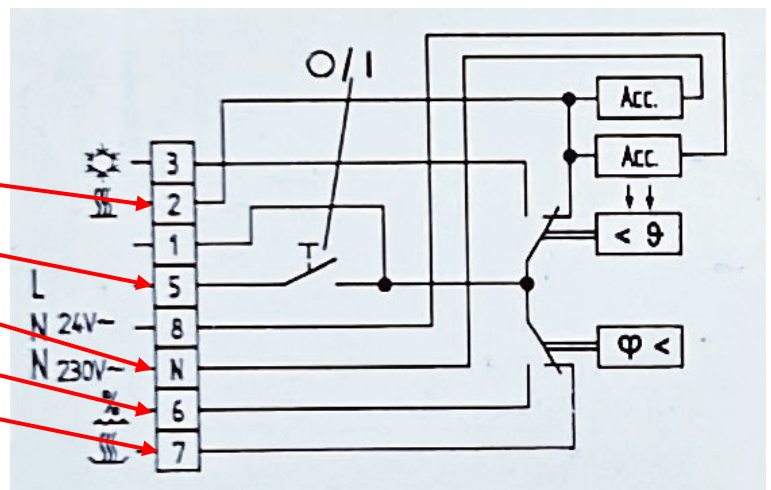 O/I
Acc.
Acc.
< ϑ
φ <
3
2
1
L 5
N 24V~ 8
N 230V~ N
% 6
7